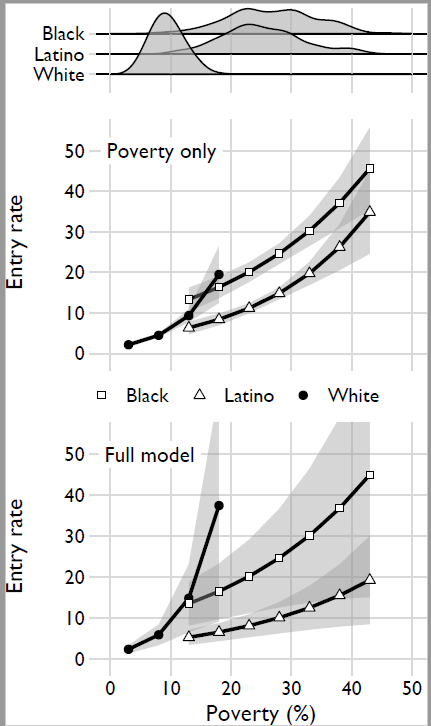 Black
Latino
White
Poverty only
50
40
30
20
10
0
Entry rate
Black Latino White
Full model
50
40
30
20
10
0
Entry rate
0 10 20 30 40 50
Poverty (%)